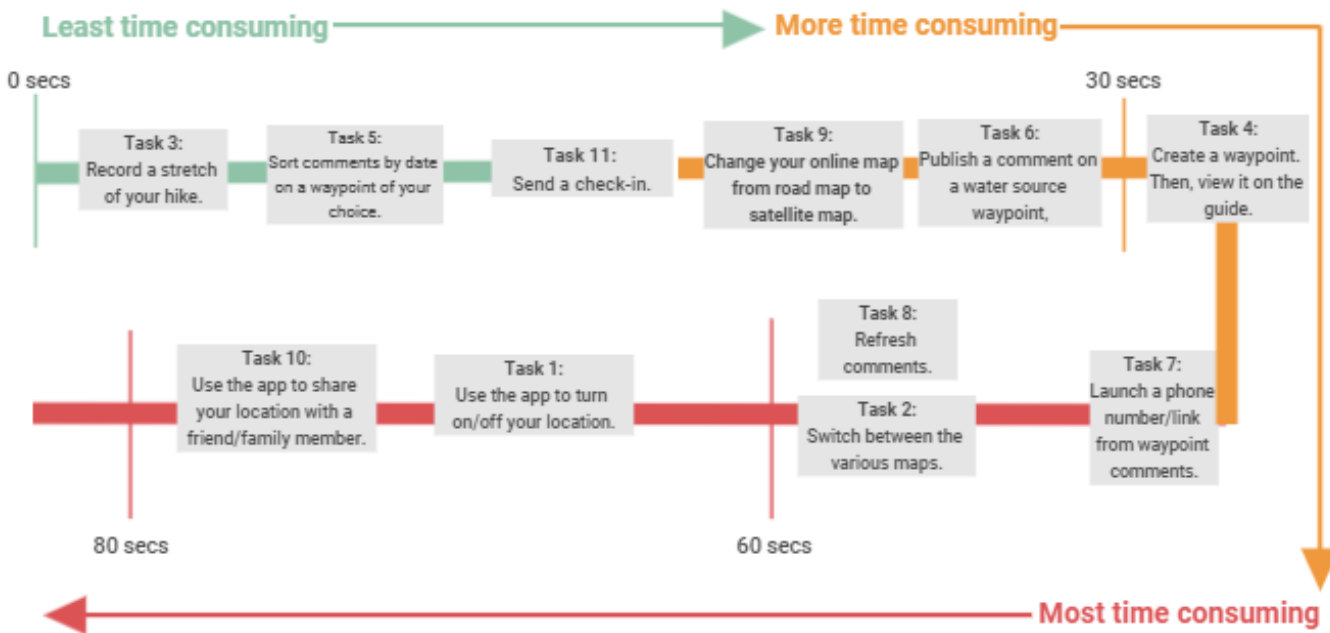 Least time consuming
More time consuming
0 secs
30 secs
Task 3:
Record a stretch
of your hike.
Task 5:
Sort comments by date
on a waypoint of your
choice.
Task 11:
Send a check-in.
Task 9:
Change your online map
from road map to
satellite map.
Task 6:
Publish a comment on
a water source
waypoint,
Task 4:
Create a waypoint.
Then, view it on the
guide.
Task 10:
Use the app to share
your location with a
friend/family member.
Task 1:
Use the app to turn
on/off your location.
Task 8:
Refresh
comments.
Task 2:
Switch between the
various maps.
Task 7:
Launch a phone
number/link
from waypoint
comments.
80 secs
60 secs
Most time consuming